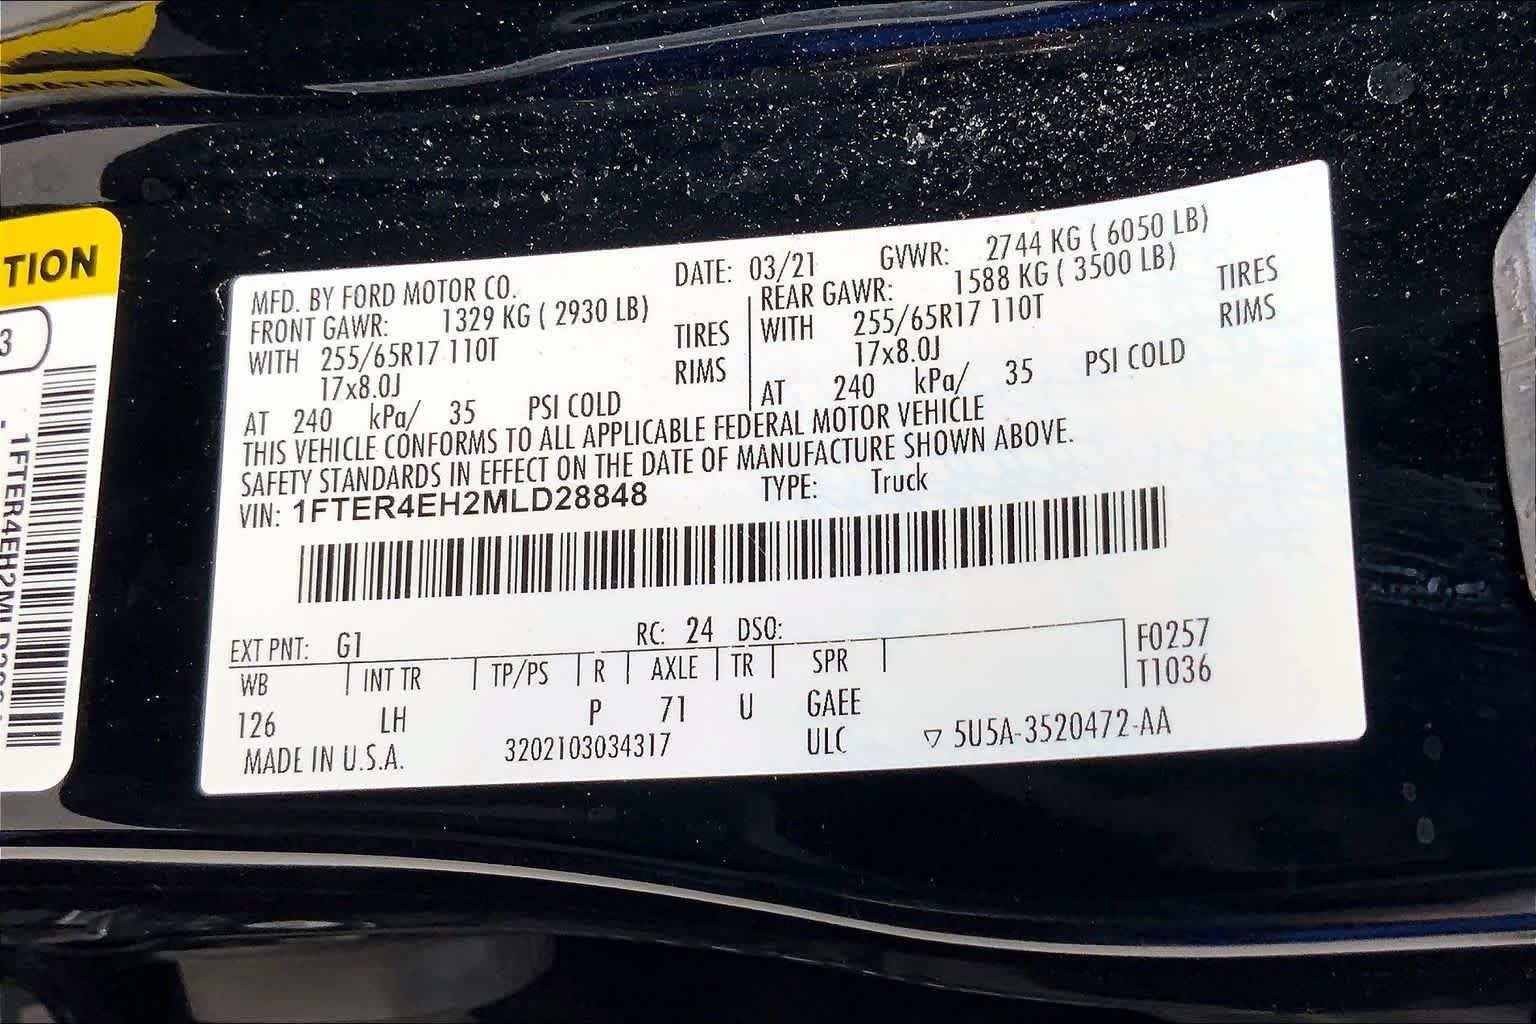 MATION
TION
3
1FTER4EH2MLD288
MFD. BY FORD MOTOR CO.
DATE: 03/21
GVWR: 2744 KG ( 6050 LB)
FRONT GAWR: 1329 KG ( 2930 LB)
WITH 255/65R17 110T TIRES
17x8.0J RIMS
AT 240 kPa/ 35 PSI COLD
REAR GAWR: 1588 KG ( 3500 LB)
WITH 255/65R17 110T TIRES
17x8.0J RIMS
AT 240 kPa/ 35 PSI COLD
THIS VEHICLE CONFORMS TO ALL APPLICABLE FEDERAL MOTOR VEHICLE
SAFETY STANDARDS IN EFFECT ON THE DATE OF MANUFACTURE SHOWN ABOVE.
VIN: 1FTER4EH2MLD28848 TYPE: Truck
EXT PNT: G1 RC: 24 DSO:
WB INT TR TP/PS R AXLE TR SPR
F0257
T1036
126 LH P 71 U GAEE
MADE IN U.S.A. 3202103034317 ULC ▽ 5U5A-3520472-AA